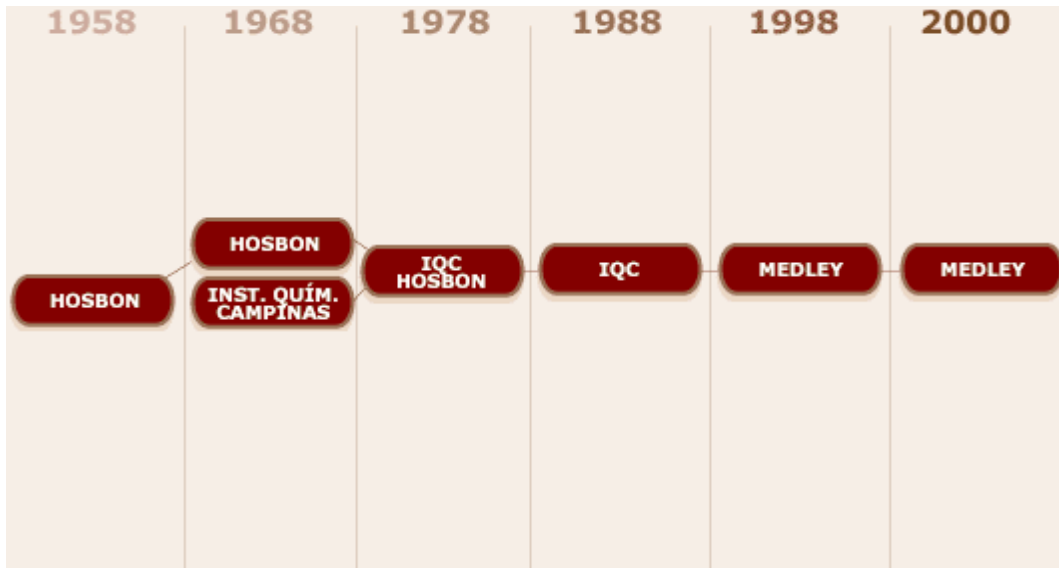 1958 1968 1978 1988 1998 2000
HOSBON
HOSBON
INST. QUÍM.
CAMPINAS
IQC
HOSBON
IQC
MEDLEY
MEDLEY